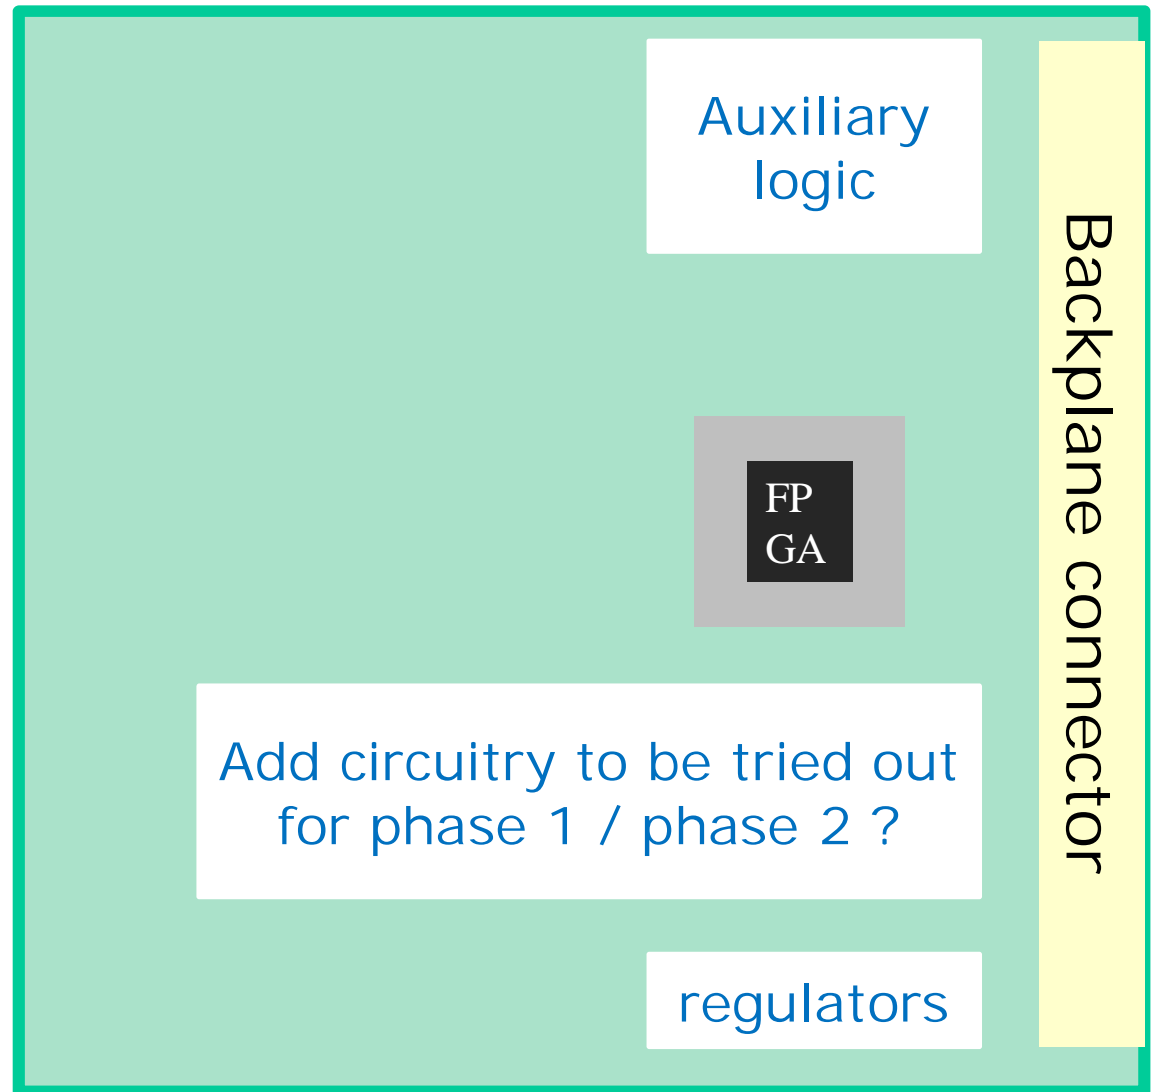 Auxiliary
logic
Backplane connector
FP
GA
Add circuitry to be tried out
for phase 1 / phase 2 ?
regulators